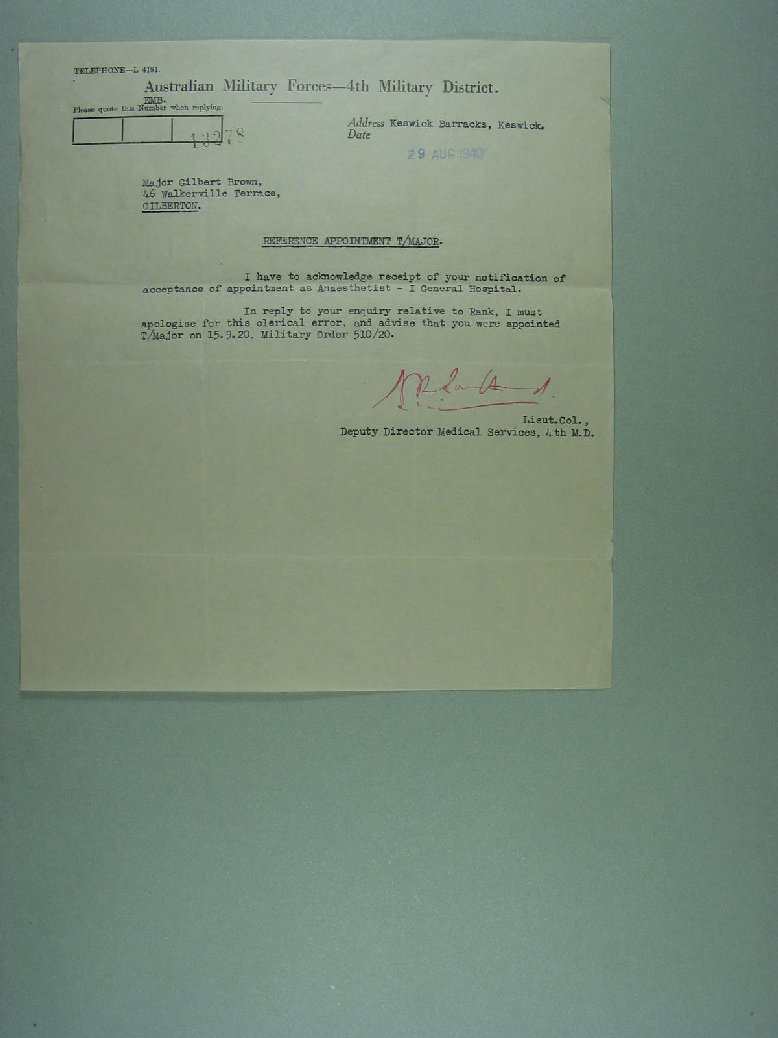 TELEPHONE—L 4181.
Australian Military Forces—4th Military District.
EMB.
Please quote this Number when replying.
13278
Address Keswick Barracks, Keswick.
Date
29 AUG 1940
Major Gilbert Brown,
46 Walkerville Terrace,
GILBERTON.
REFERENCE APPOINTMENT T/MAJOR.
I have to acknowledge receipt of your notification of
acceptance of appointment as Anaesthetist - I General Hospital.
In reply to your enquiry relative to Rank, I must
apologise for this clerical error, and advise that you were appointed
T/Major on 15.9.20, Military Order 510/20.
Lieut.Col.,
Deputy Director Medical Services, 4th M.D.